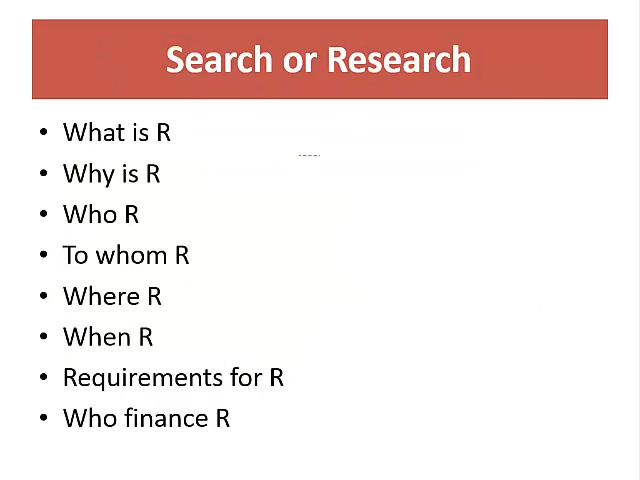 Search or Research
• What is R
• Why is R
• Who R
• To whom R
• Where R
• When R
• Requirements for R
• Who finance R